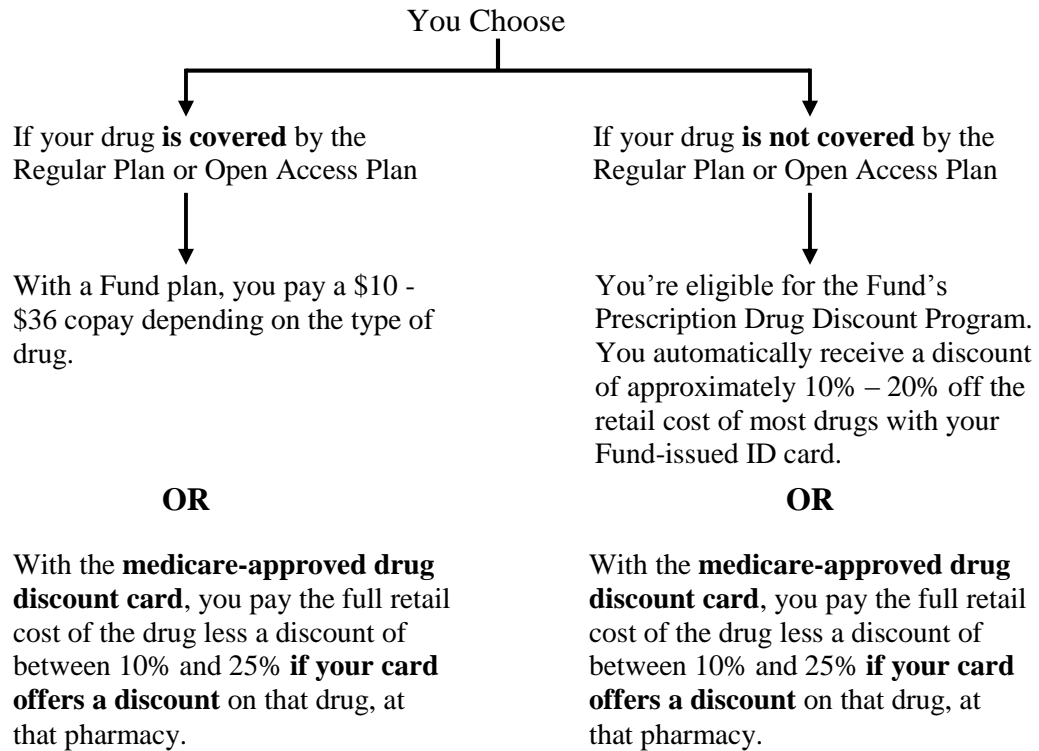 You Choose
If your drug is covered by the
Regular Plan or Open Access Plan
With a Fund plan, you pay a $10 -
$36 copay depending on the type of
drug.
OR
With the medicare-approved drug
discount card, you pay the full retail
cost of the drug less a discount of
between 10% and 25% if your card
offers a discount on that drug, at
that pharmacy.
If your drug is not covered by the
Regular Plan or Open Access Plan
You’re eligible for the Fund’s
Prescription Drug Discount Program.
You automatically receive a discount
of approximately 10% – 20% off the
retail cost of most drugs with your
Fund-issued ID card.
OR
With the medicare-approved drug
discount card, you pay the full retail
cost of the drug less a discount of
between 10% and 25% if your card
offers a discount on that drug, at
that pharmacy.